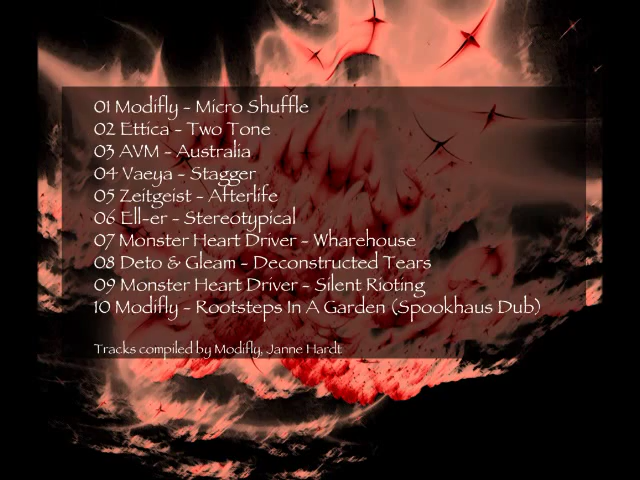 01 Modifly - Micro Shuffle
02 Ettica - Two Tone
03 AVM - Australia
04 Vaeya - Stagger
05 Zeitgeist - Afterlife
06 Ell-er - Stereotypical
07 Monster Heart Driver - Wharehouse
08 Deto & Gleam - Deconstructed Tears
09 Monster Heart Driver - Silent Rioting
10 Modifly - Rootsteps In A Garden (Spookhaus Dub)
Tracks compiled by Modifly, Janne Hardt